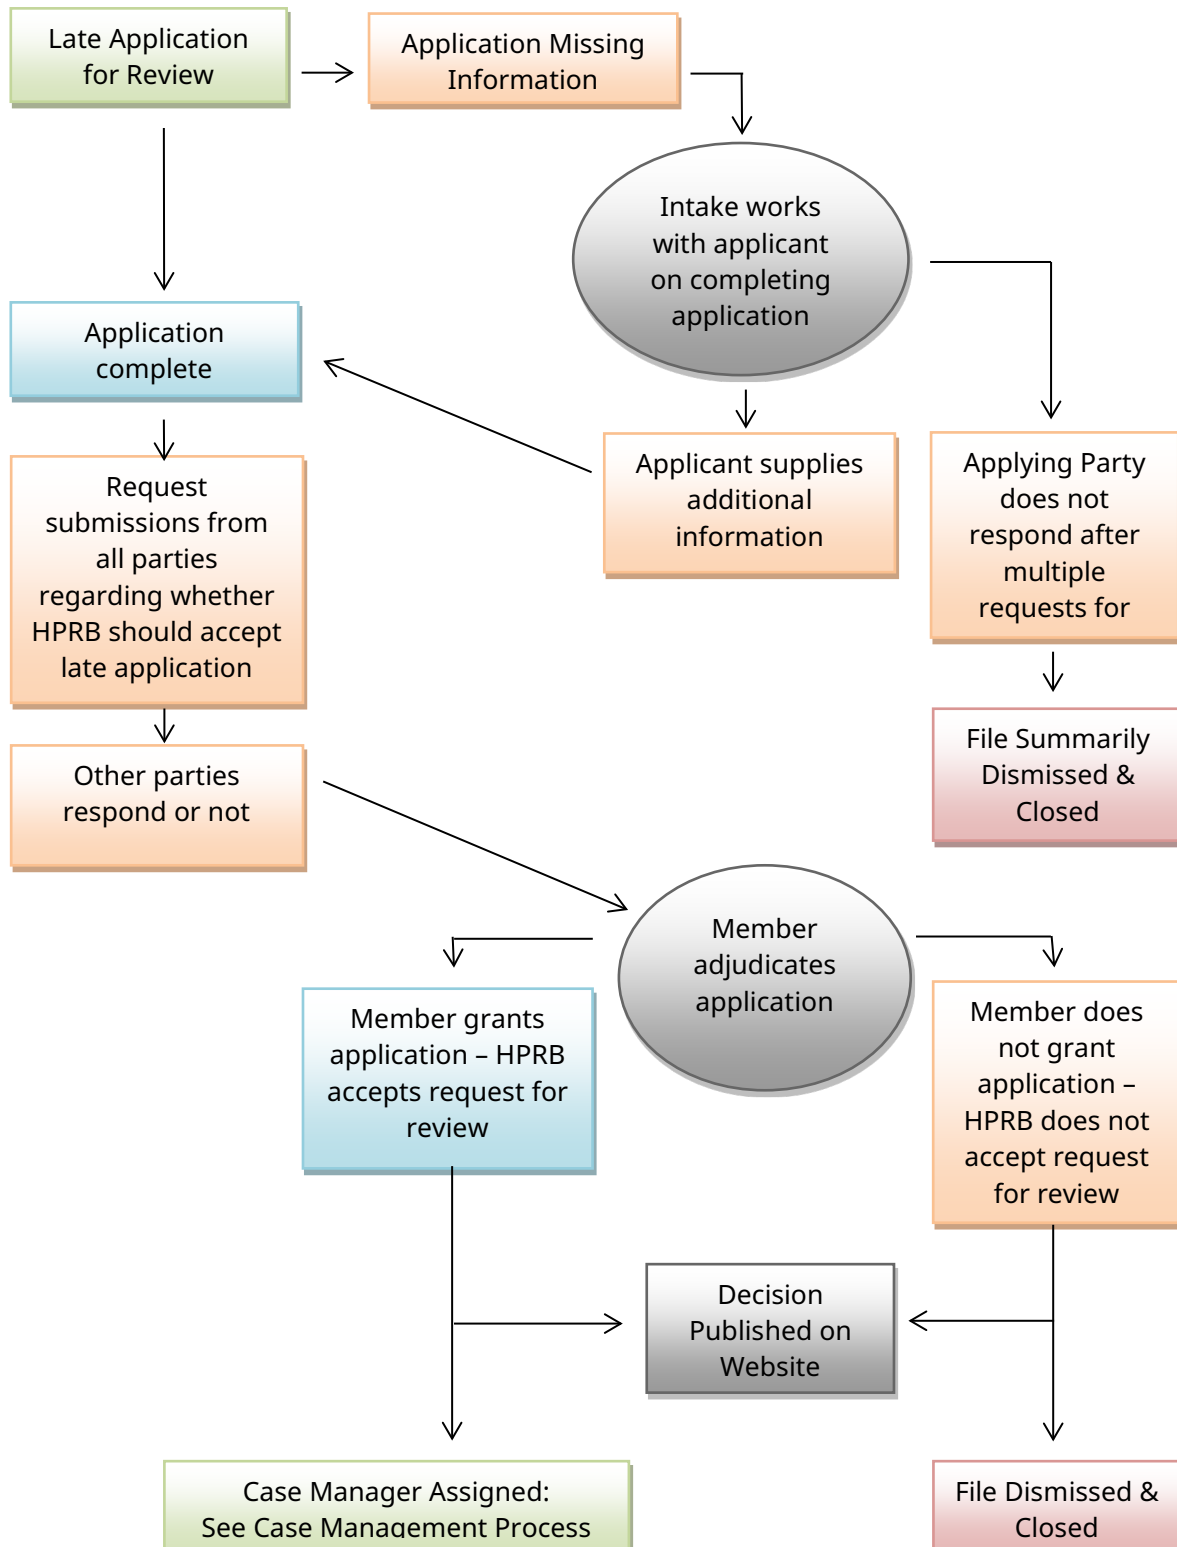 Late Application
for Review
Application Missing
Information
Intake works
with applicant
on completing
application
Application
complete
Applicant supplies
additional
information
Applying Party
does not
respond after
multiple
requests for
Request
submissions from
all parties
regarding whether
HPRB should accept
late application
File Summarily
Dismissed &
Closed
Other parties
respond or not
Member
adjudicates
application
Member grants
application – HPRB
accepts request for
review
Member does
not grant
application –
HPRB does not
accept request
for review
Decision
Published on
Website
Case Manager Assigned:
See Case Management Process
File Dismissed &
Closed